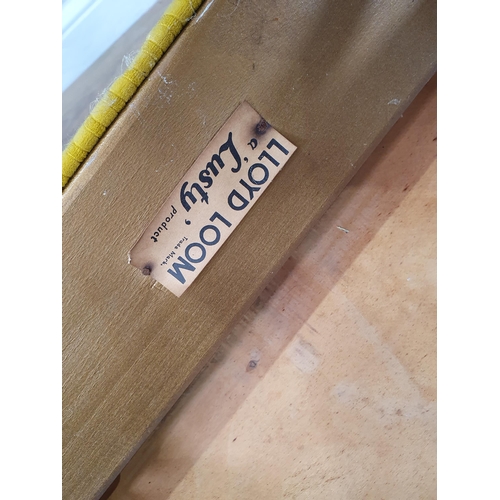 LLOYD LOOM
Trade Mark.
a 'Lusty' product